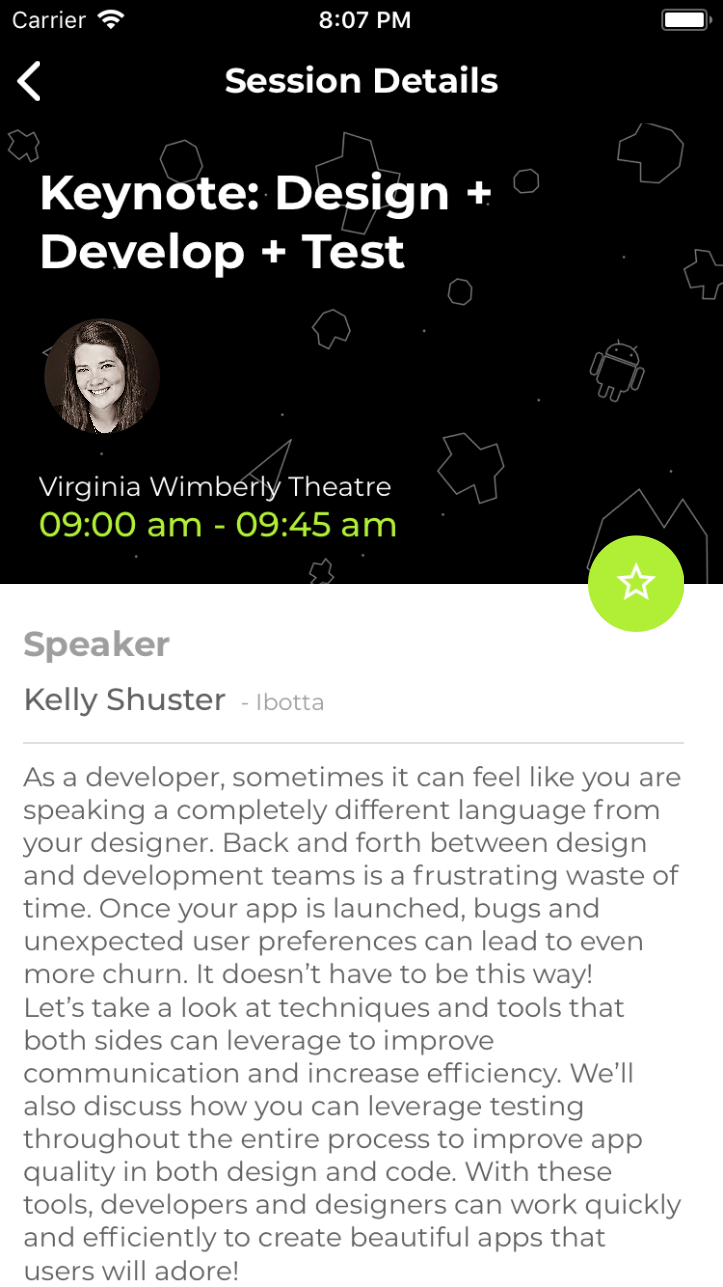 Carrier 8:07 PM
Session Details
Keynote: Design +
Develop + Test
Virginia Wimberly Theatre
09:00 am - 09:45 am
Speaker
Kelly Shuster - Ibotta
As a developer, sometimes it can feel like you are
speaking a completely different language from
your designer. Back and forth between design
and development teams is a frustrating waste of
time. Once your app is launched, bugs and
unexpected user preferences can lead to even
more churn. It doesn’t have to be this way!
Let’s take a look at techniques and tools that
both sides can leverage to improve
communication and increase efficiency. We’ll
also discuss how you can leverage testing
throughout the entire process to improve app
quality in both design and code. With these
tools, developers and designers can work quickly
and efficiently to create beautiful apps that
users will adore!